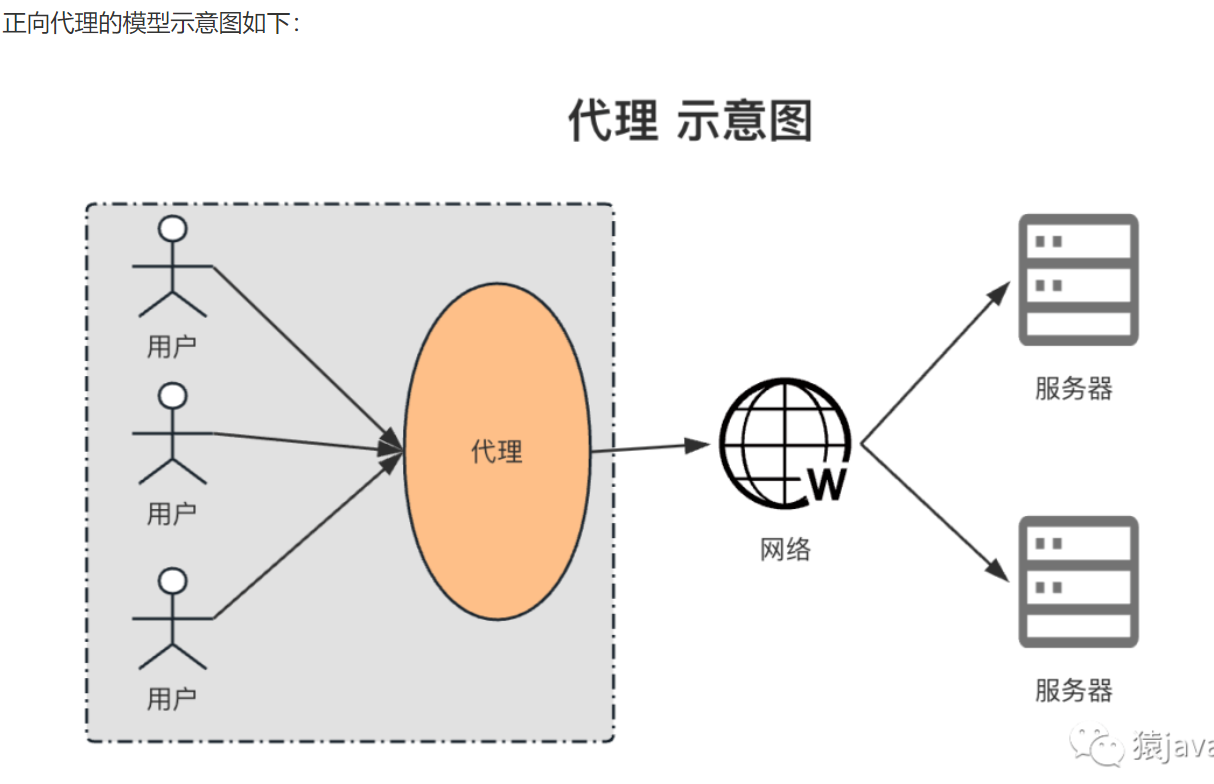 正向代理的模型示意图如下：
代理 示意图
用户
用户
用户
代理
W
网络
服务器
服务器
猿java